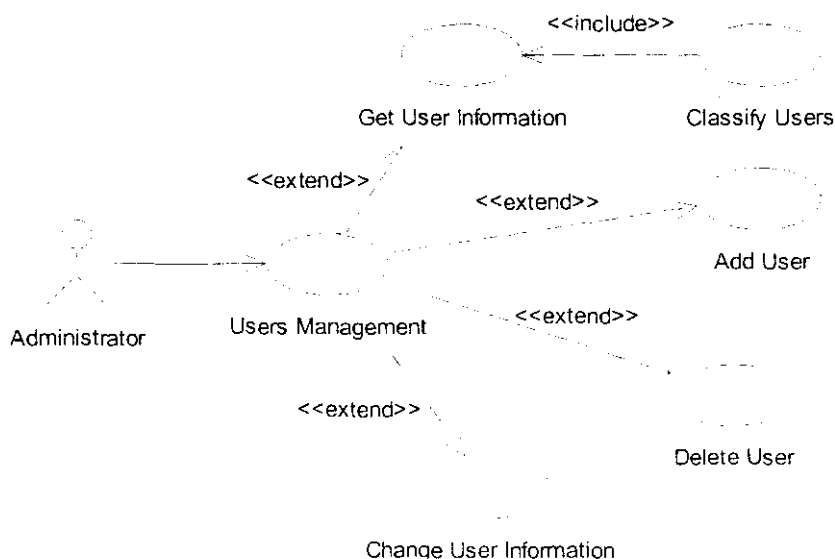 <<include>>
Get User Information
Classify Users
<<extend>>
<<extend>>
Add User
Administrator
Users Management
<<extend>>
<<extend>>
Delete User
Change User Information